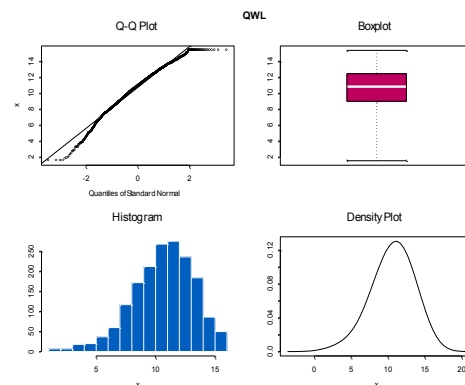 QWL
Q-Q Plot
x
2 4 6 8 10 12 14
-2 0 2
Quantiles of Standard Normal
Boxplot
2 4 6 8 10 12 14
Histogram
0 50 100 150 200 250
5 10 15
x
Density Plot
0.0 0.04 0.08 0.12
0 5 10 15 20
x